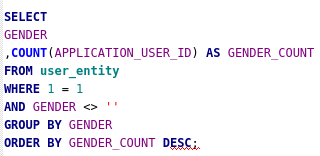 SELECT
GENDER
,COUNT(APPLICATION_USER_ID) AS GENDER_COUNT
FROM user_entity
WHERE 1 = 1
AND GENDER <> ''
GROUP BY GENDER
ORDER BY GENDER_COUNT DESC;